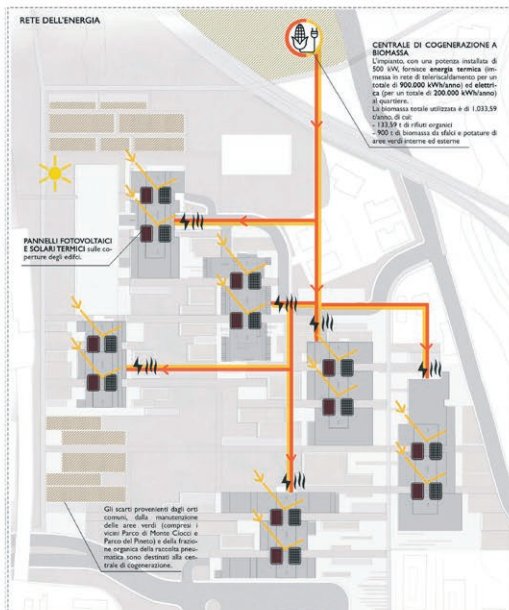 RETE DELL'ENERGIA
CENTRALE DI COGENERAZIONE A
BIOMASSA
L'impianto, con una potenza installata di
500 kW, fornisce energia termica (im-
messa in rete di teleriscaldamento per un
totale di 900.000 kWh/anno) ed elettri-
ca (per un totale di 200.000 kWh/anno)
al quartiere.
La biomassa totale utilizzata è di 1.033,59
t/anno, di cui:
- 133,59 t di rifiuti organici
- 900 t di biomassa da sfalci e potature di
aree verdi interne ed esterne
PANNELLI FOTOVOLTAICI
E SOLARI TERMICI sulle co-
perture degli edifici.
Gli scarti provenienti dagli orti
comuni, dalla manutenzione
delle aree verdi (compresi i
vicini Parco di Monte Ciocci e
Parco del Pineto) e della frazio-
ne organica della raccolta pneu-
matica sono destinati alla cen-
trale di cogenerazione.